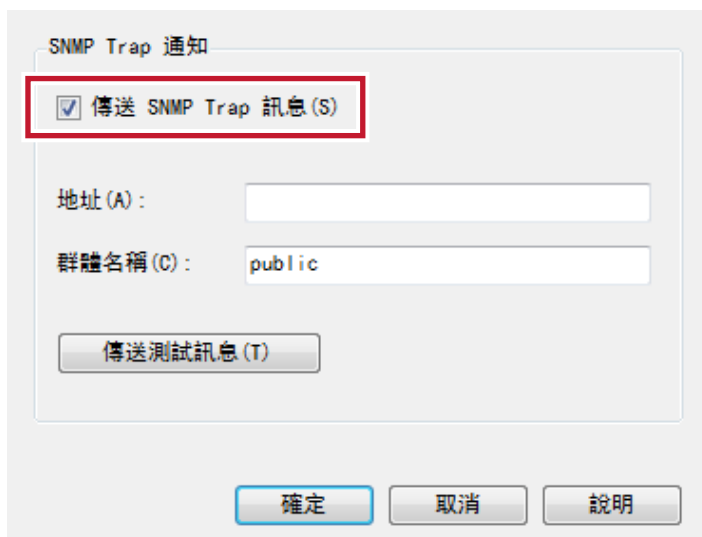 SNMP Trap 通知
傳送 SNMP Trap 訊息(S)
地址(A):
群體名稱(C): public
傳送測試訊息(T)
確定 取消 說明